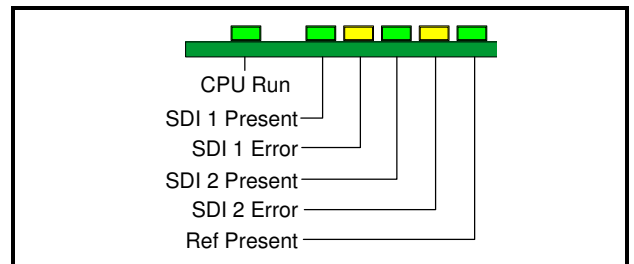 CPU Run
SDI 1 Present
SDI 1 Error
SDI 2 Present
SDI 2 Error
Ref Present